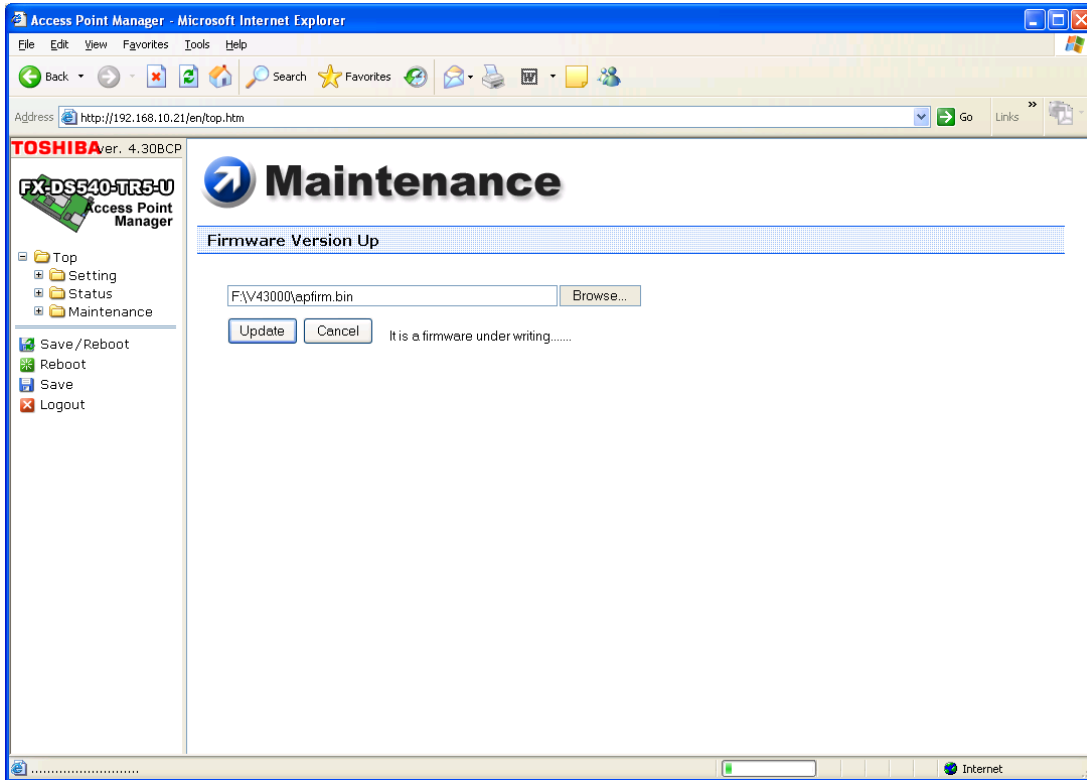 Access Point Manager - Microsoft Internet Explorer
File Edit View Favorites Tools Help
Back Search Favorites
Address http://192.168.10.21/en/top.htm Go Links »
TOSHIBA ver. 4.30BCP
FX-DS540-TR5-U
Access Point
Manager
Top
Setting
Status
Maintenance
Save/Reboot
Reboot
Save
Logout
Maintenance
Firmware Version Up
F:\V43000\apfirm.bin Browse...
Update Cancel It is a firmware under writing.......
........................... Internet